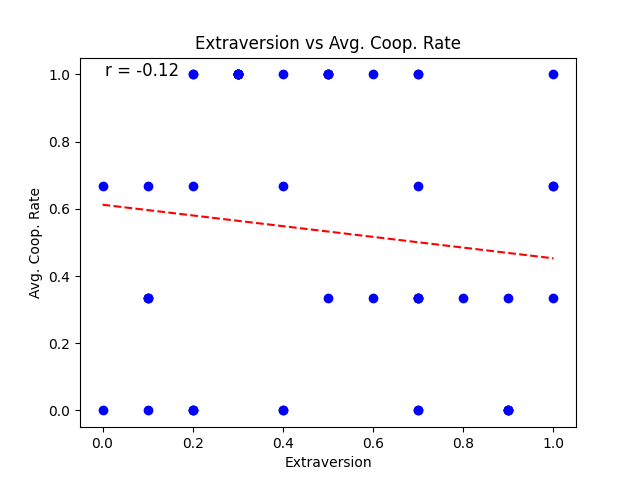 Extraversion vs Avg. Coop. Rate
r = -0.12
1.0
0.8
0.6
0.4
0.2
0.0
Avg. Coop. Rate
0.0 0.2 0.4 0.6 0.8 1.0
Extraversion